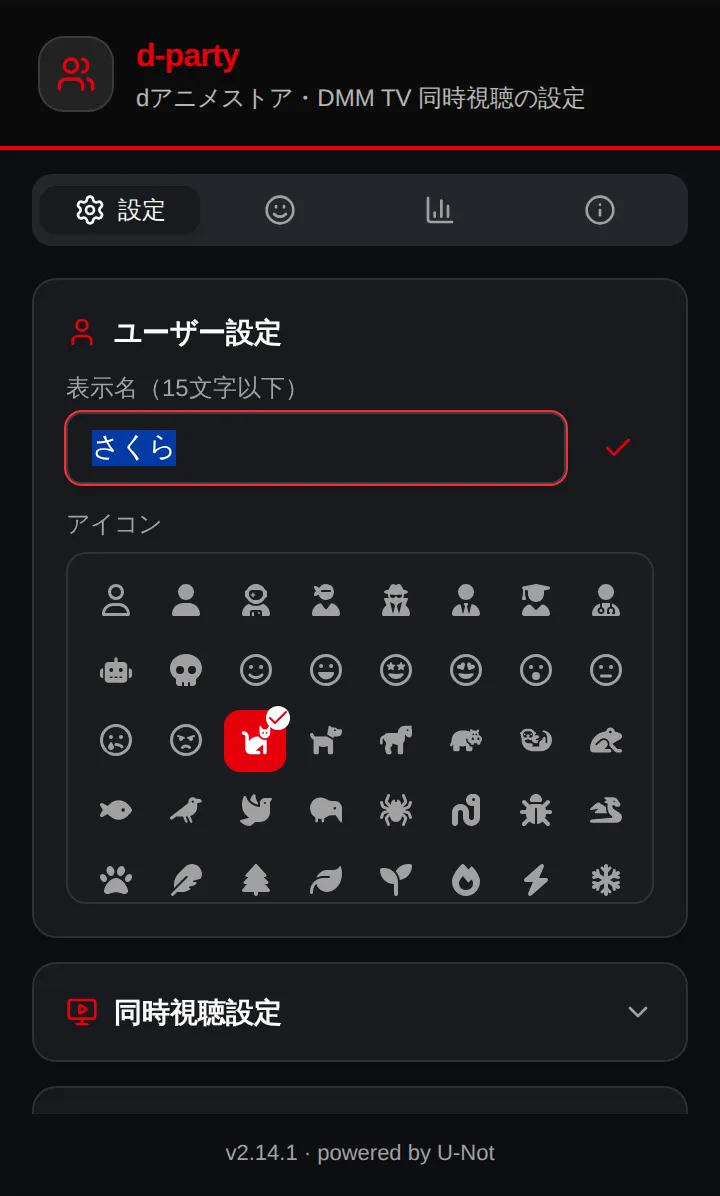 d-party
dアニメストア・DMM TV 同時視聴の設定
設定
ユーザー設定
表示名（15文字以下）
さくら
アイコン
同時視聴設定
v2.14.1 · powered by U-Not